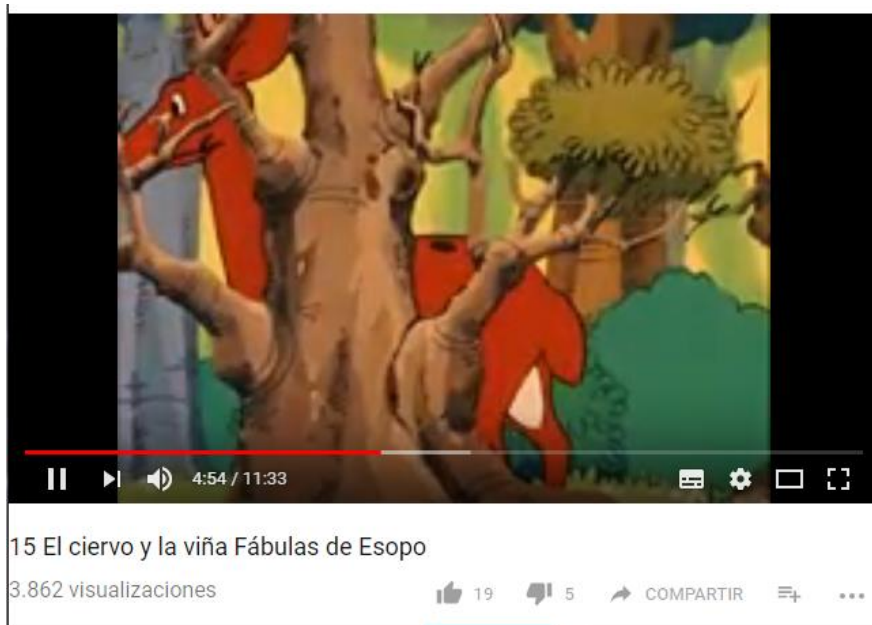 4:54 / 11:33
15 El ciervo y la viña Fábulas de Esopo
3.862 visualizaciones
19
5
COMPARTIR